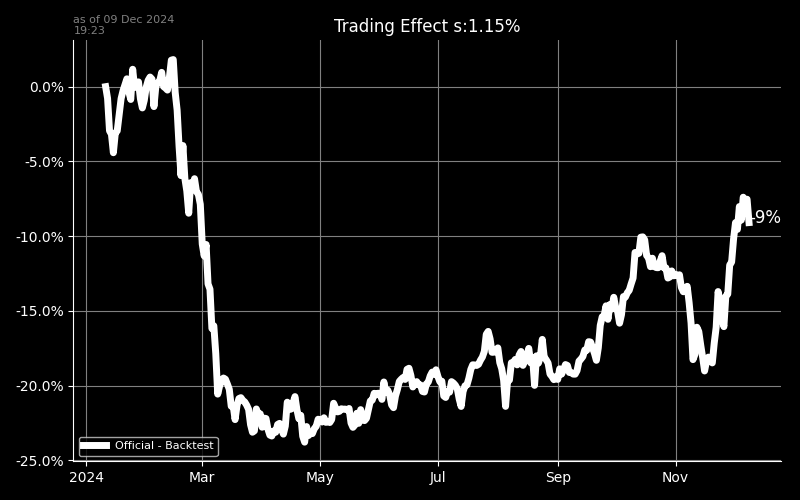 as of 09 Dec 2024
19:23
Trading Effect s:1.15%
0.0%
-5.0%
-10.0%
-15.0%
-20.0%
-25.0%
-9%
Official - Backtest
2024
Mar
May
Jul
Sep
Nov